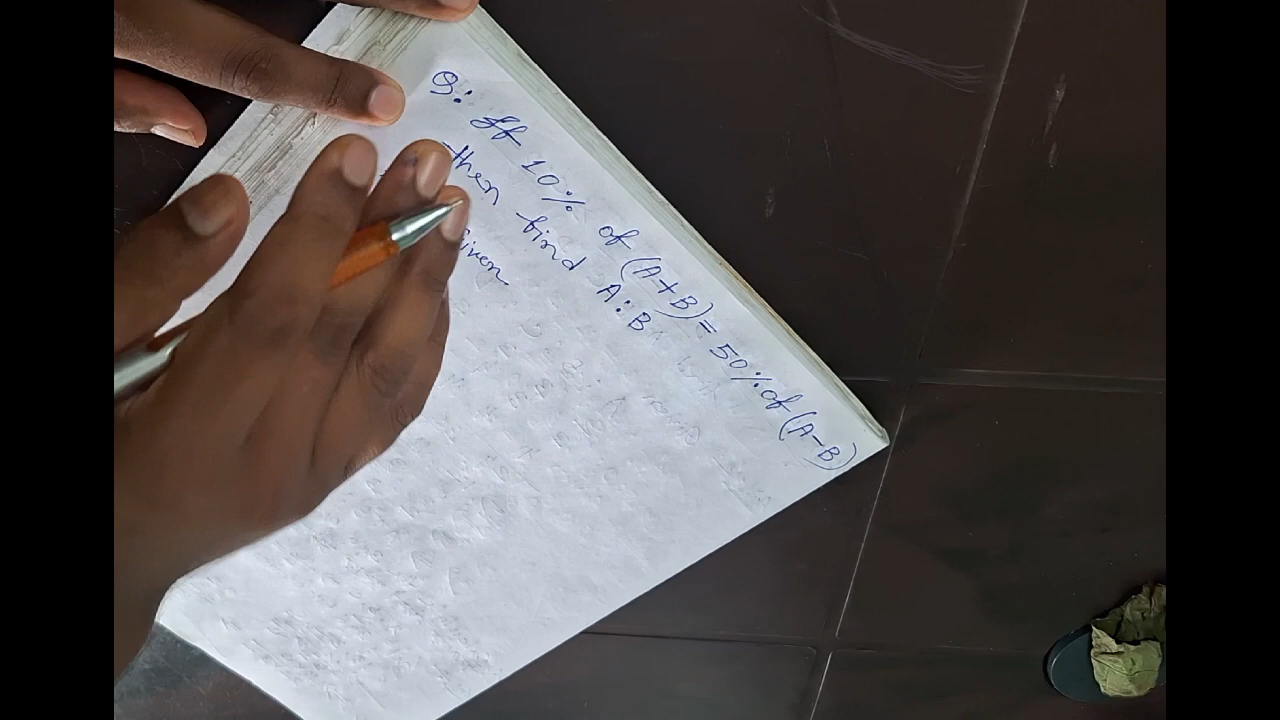 Q: If 10% of (A+B) = 50% of (A-B)
then find A:B
Given